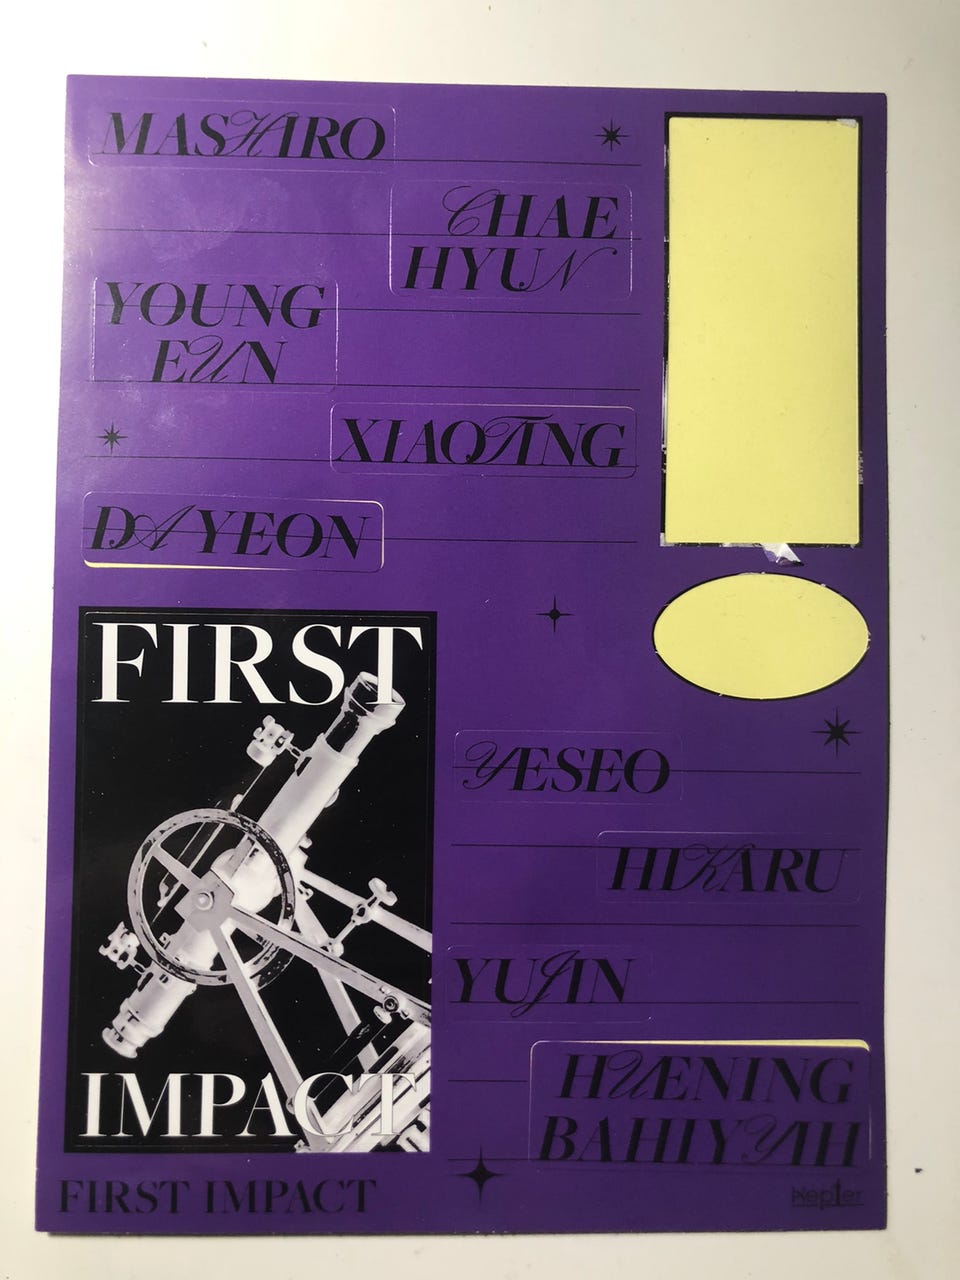 MASHIRO
CHAE
HYUN
YOUNG
EUN
XIAOTING
DAYEON
FIRST
IMPACT
YESEO
HIKARU
YUJIN
HUENING
BAHIYYIH
FIRST IMPACT
Kep1er